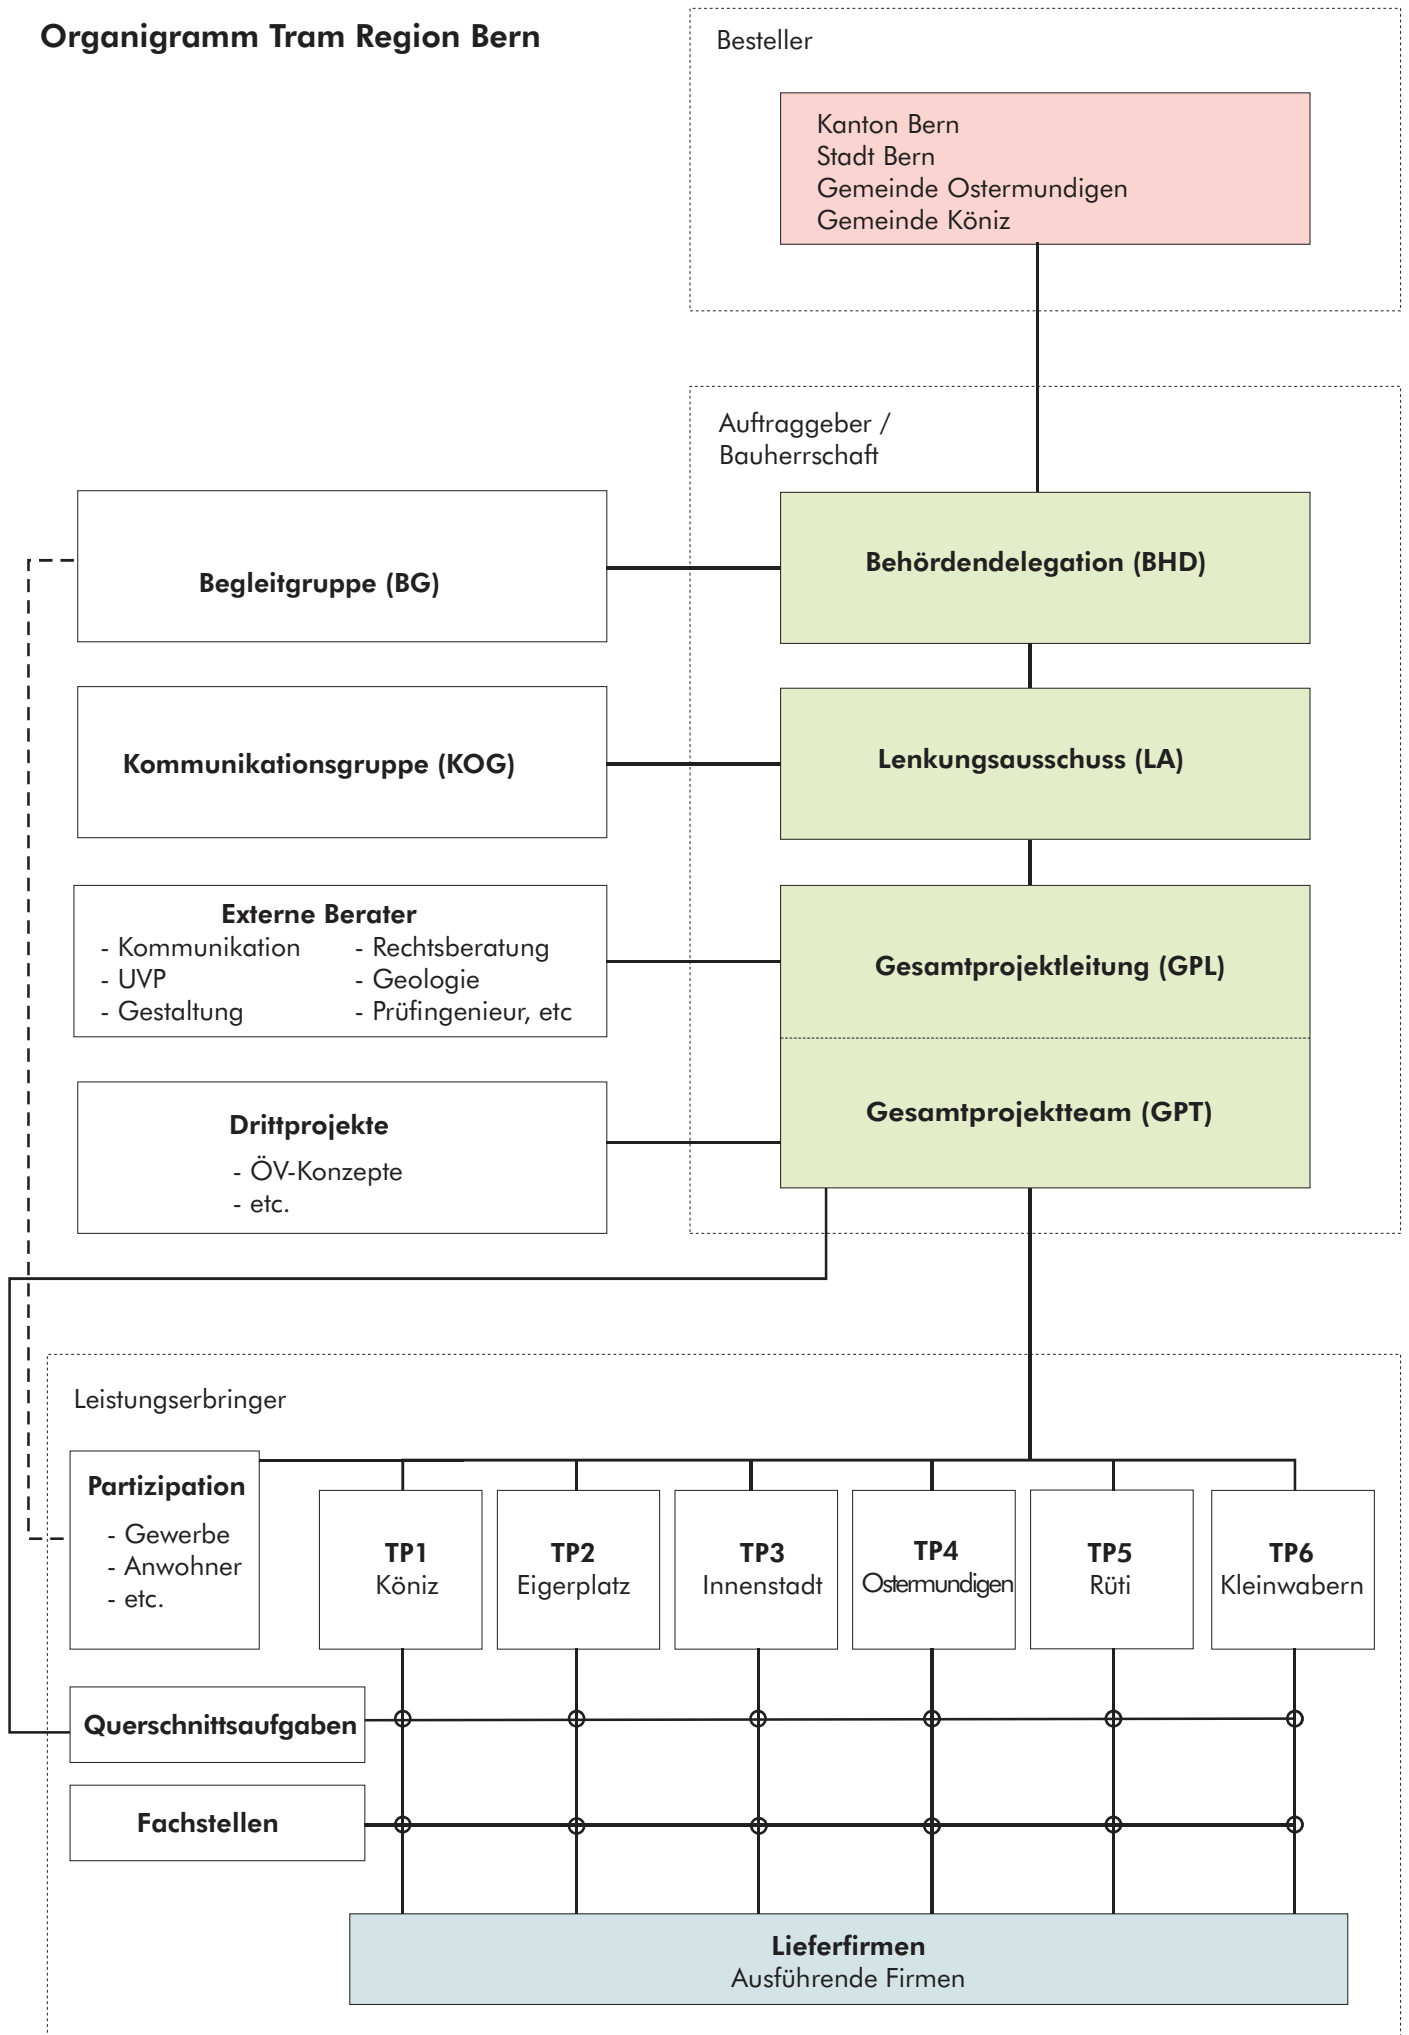 Organigramm Tram Region Bern
Besteller
Kanton Bern
Stadt Bern
Gemeinde Ostermundigen
Gemeinde Köniz
Auftraggeber /
Bauherrschaft
Begleitgruppe (BG)
Behördendelegation (BHD)
Kommunikationsgruppe (KOG)
Lenkungsausschuss (LA)
Externe Berater
- Kommunikation
- UVP
- Gestaltung
- Rechtsberatung
- Geologie
- Prüfingenieur, etc
Gesamtprojektleitung (GPL)
Drittprojekte
- ÖV-Konzepte
- etc.
Gesamtprojektteam (GPT)
Leistungserbringer
Partizipation
- Gewerbe
- Anwohner
- etc.
TP1
Köniz
TP2
Eigerplatz
TP3
Innenstadt
TP4
Ostermundigen
TP5
Rüti
TP6
Kleinwabern
Querschnittsaufgaben
Fachstellen
Lieferfirmen
Ausführende Firmen